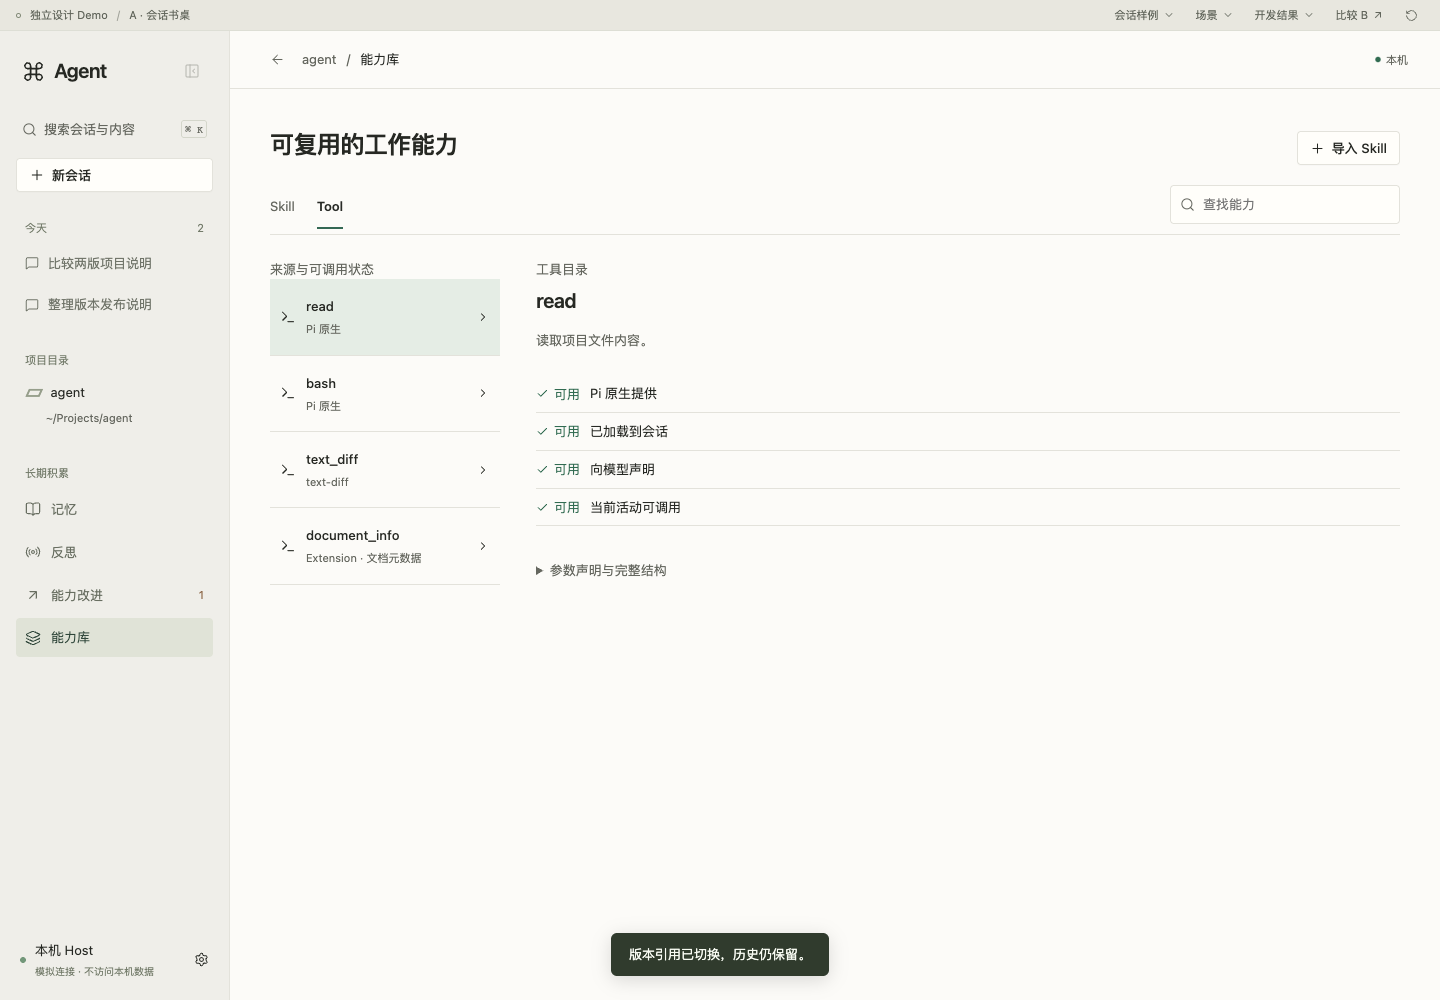 独立设计 Demo / A · 会话书桌
会话样例
场景
开发结果
比较 B
Agent
搜索会话与内容
⌘ K
新会话
今天 2
比较两版项目说明
整理版本发布说明
项目目录
agent
~/Projects/agent
长期积累
记忆
反思
能力改进 1
能力库
本机 Host
模拟连接 · 不访问本机数据
agent / 能力库
本机
可复用的工作能力
导入 Skill
Skill
Tool
查找能力
来源与可调用状态
read
Pi 原生
bash
Pi 原生
text_diff
text-diff
document_info
Extension · 文档元数据
工具目录
read
读取项目文件内容。
可用 Pi 原生提供
可用 已加载到会话
可用 向模型声明
可用 当前活动可调用
参数声明与完整结构
版本引用已切换，历史仍保留。